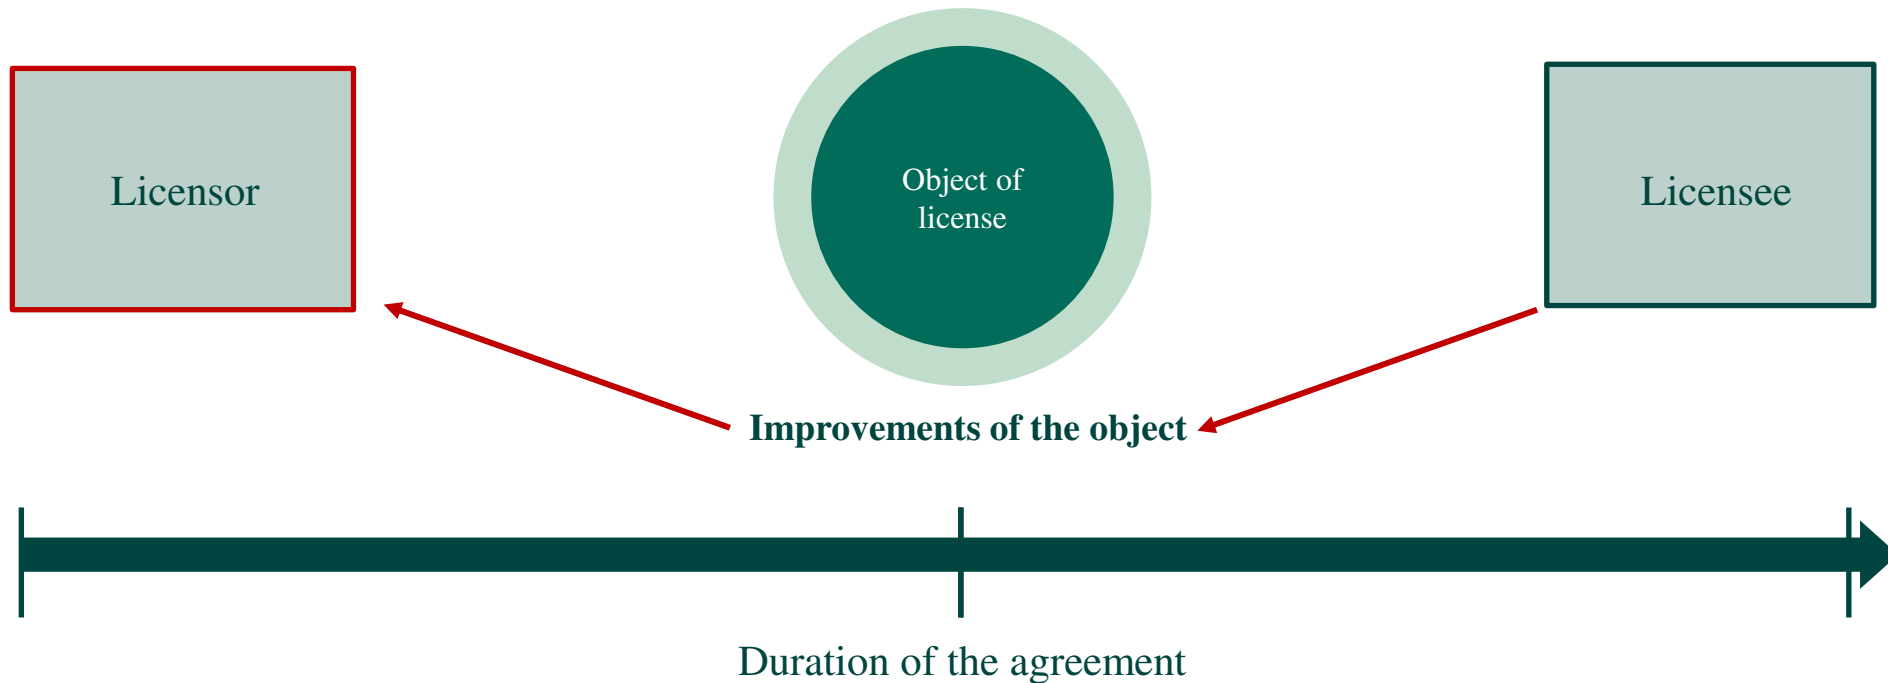 Licensor
Object of
license
Licensee
Improvements of the object
Duration of the agreement